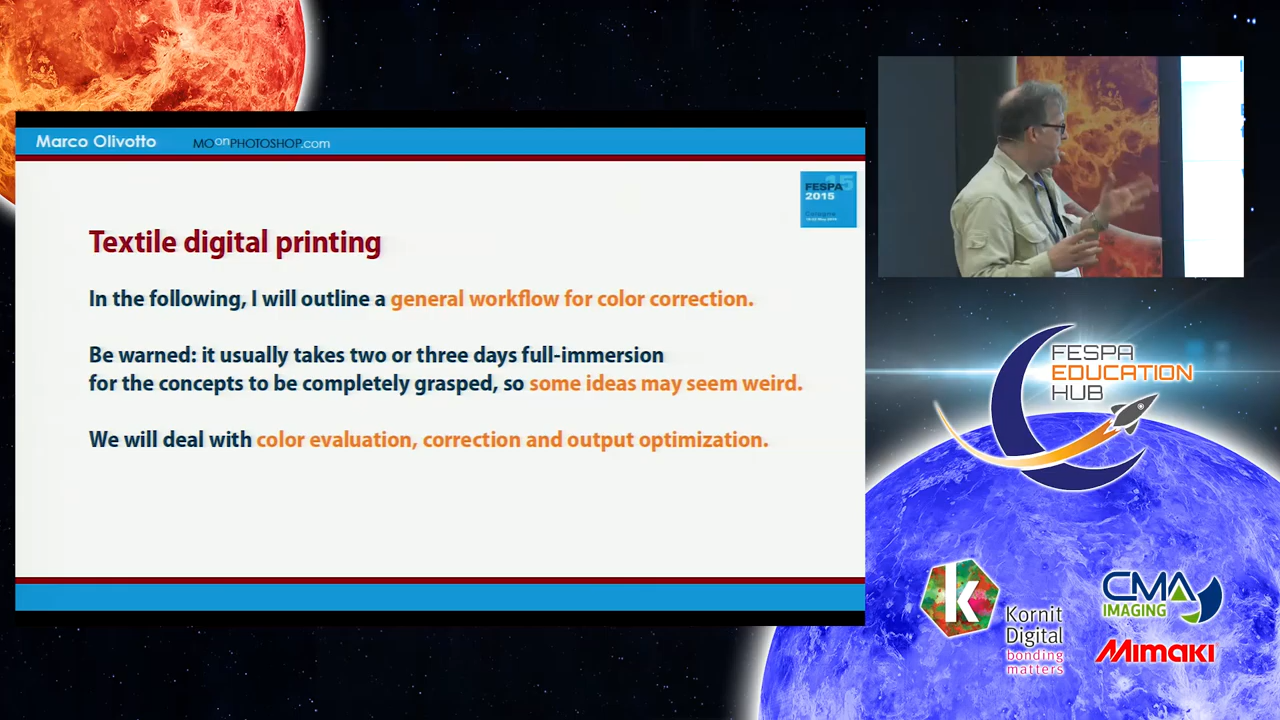 Marco Olivotto
MOonPHOTOSHOP.com
FESPA 15
2015
Textile digital printing
In the following, I will outline a general workflow for color correction.
Be warned: it usually takes two or three days full-immersion
for the concepts to be completely grasped, so some ideas may seem weird.
We will deal with color evaluation, correction and output optimization.
FESPA
EDUCATION
HUB
k
Kornit
Digital
bonding
matters
CMA
IMAGING
Mimaki